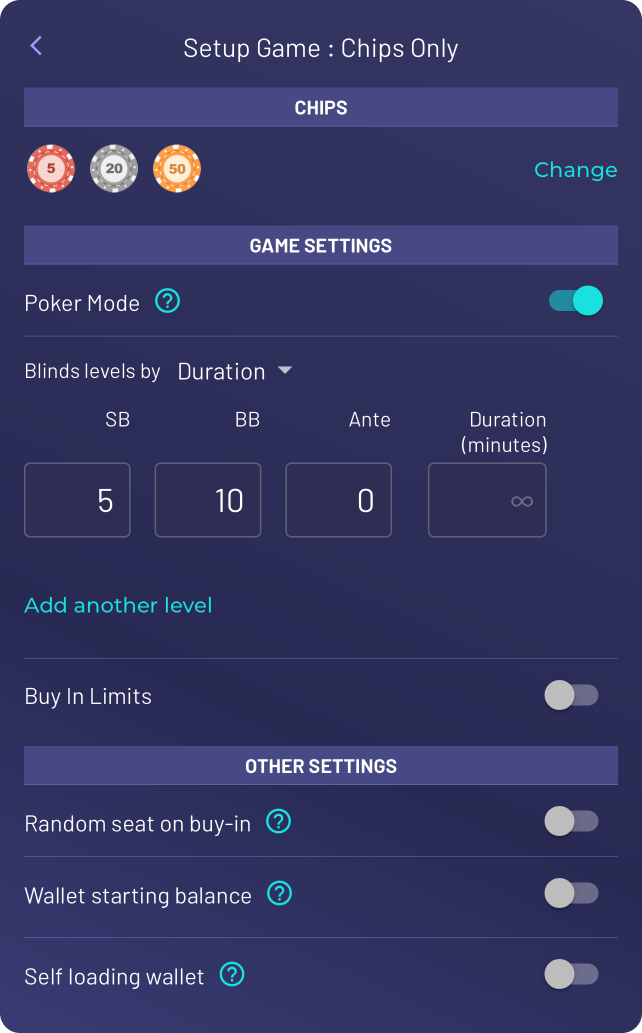 Setup Game : Chips Only
CHIPS
5 20 50 Change
GAME SETTINGS
Poker Mode ?
Blinds levels by Duration
SB BB Ante Duration
(minutes)
5 10 0 ∞
Add another level
Buy In Limits
OTHER SETTINGS
Random seat on buy-in ?
Wallet starting balance ?
Self loading wallet ?